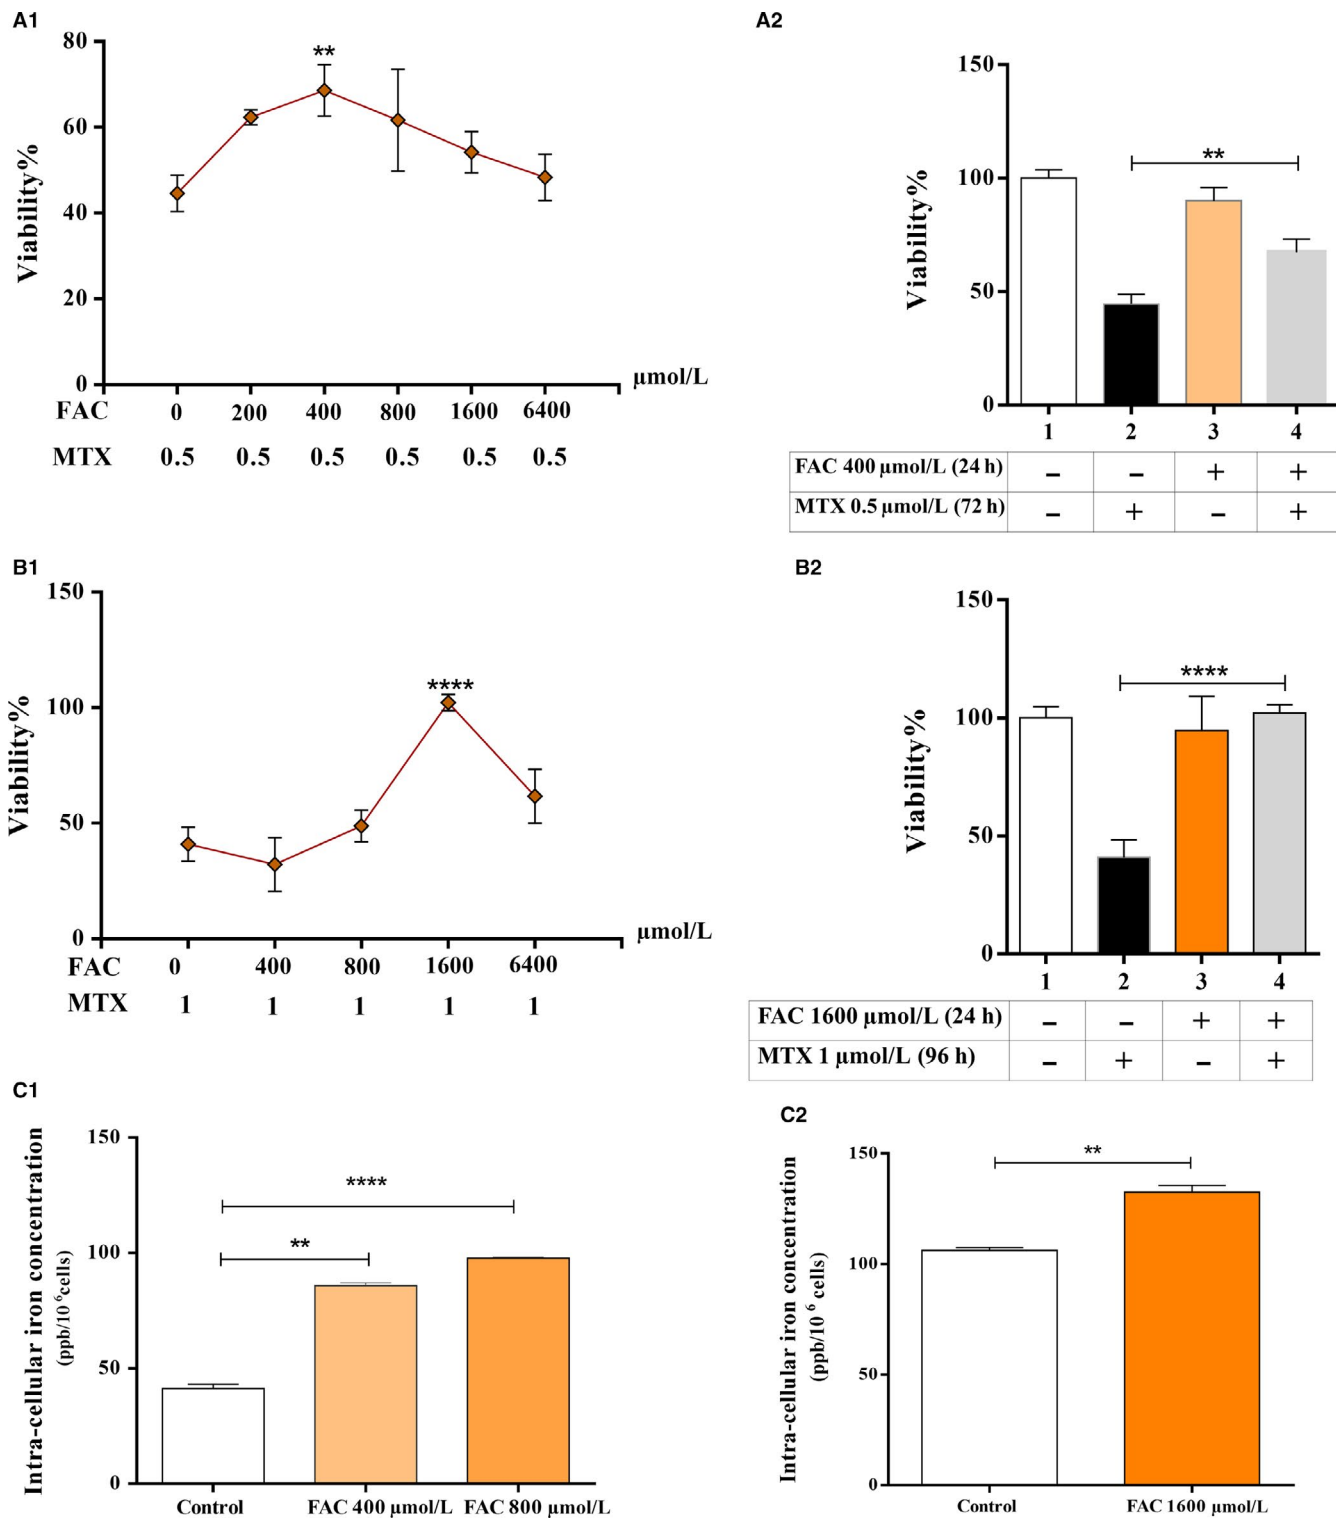 A1
80
60
40
20
0
Viability%
**
µmol/L
FAC 0 200 400 800 1600 6400
MTX 0.5 0.5 0.5 0.5 0.5 0.5
A2
150
100
50
0
Viability%
**
1 2 3 4
FAC 400 µmol/L (24 h) – – + +
MTX 0.5 µmol/L (72 h) – + – +
B1
150
100
50
0
Viability%
****
µmol/L
FAC 0 400 800 1600 6400
MTX 1 1 1 1 1
B2
150
100
50
0
Viability%
****
1 2 3 4
FAC 1600 µmol/L (24 h) – – + +
MTX 1 µmol/L (96 h) – + – +
C1
150
100
50
0
Intra-cellular iron concentration
(ppb/10 6 cells)
****
**
Control FAC 400 µmol/L FAC 800 µmol/L
C2
150
100
50
0
Intra-cellular iron concentration
(ppb/10 6 cells)
**
Control FAC 1600 µmol/L